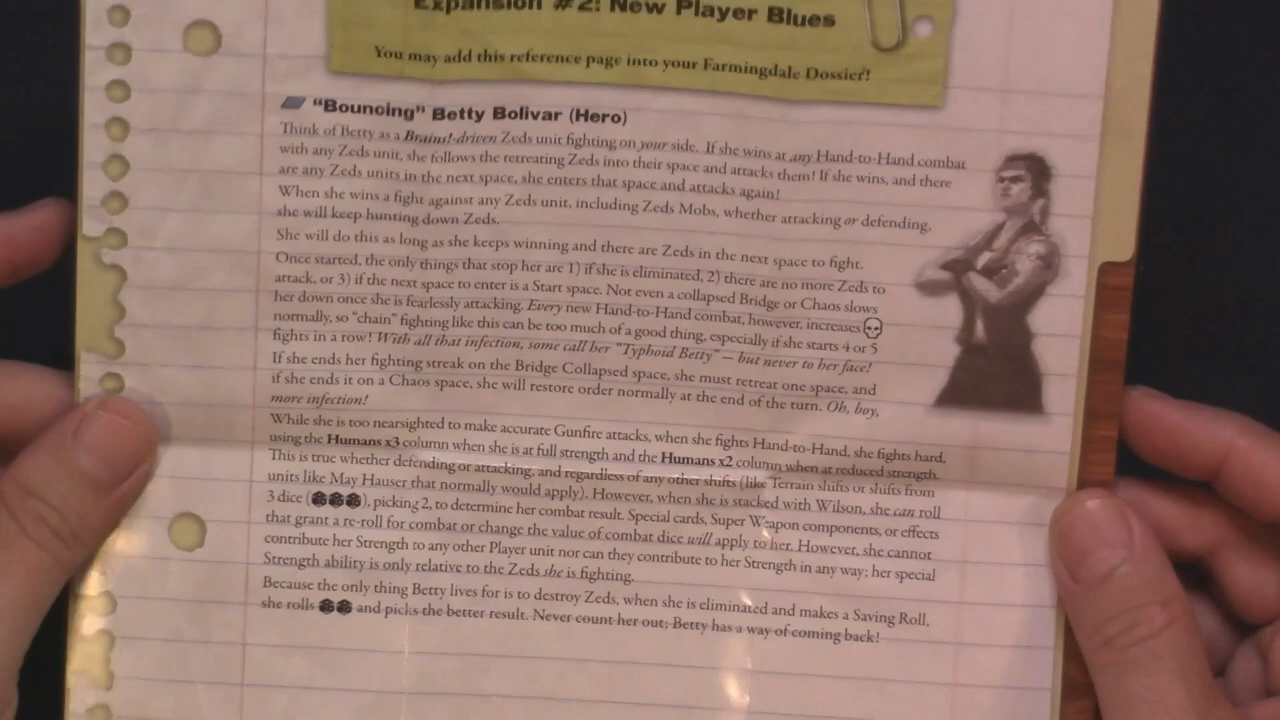 Expansion #2: New Player Blues
You may add this reference page into your Farmingdale Dossier!
"Bouncing" Betty Bolivar (Hero)
Think of Betty as a Brains!-driven Zeds unit fighting on your side. If she wins at any Hand-to-Hand combat
with any Zeds unit, she follows the retreating Zeds into their space and attacks them! If she wins, and there
are any Zeds units in the next space, she enters that space and attacks again!
When she wins a fight against any Zeds unit, including Zeds Mobs, whether attacking or defending,
she will keep hunting down Zeds.
She will do this as long as she keeps winning and there are Zeds in the next space to fight.
Once started, the only things that stop her are 1) if she is eliminated, 2) there are no more Zeds to
attack, or 3) if the next space to enter is a Start space. Not even a collapsed Bridge or Chaos slows
her down once she is fearlessly attacking. Every new Hand-to-Hand combat, however, increases
normally, so "chain" fighting like this can be too much of a good thing, especially if she starts 4 or 5
fights in a row! With all that infection, some call her "Typhoid Betty" — but never to her face!
If she ends her fighting streak on the Bridge Collapsed space, she must retreat one space, and
if she ends it on a Chaos space, she will restore order normally at the end of the turn. Oh, boy,
more infection!
While she is too nearsighted to make accurate Gunfire attacks, when she fights Hand-to-Hand, she fights hard,
using the Humans x3 column when she is at full strength and the Humans x2 column when at reduced strength.
This is true whether defending or attacking, and regardless of any other shifts (like Terrain shifts or shifts from
units like May Hauser that normally would apply). However, when she is stacked with Wilson, she can roll
3 dice (), picking 2, to determine her combat result. Special cards, Super Weapon components, or effects
that grant a re-roll for combat or change the value of combat dice will apply to her. However, she cannot
contribute her Strength to any other Player unit nor can they contribute to her Strength in any way; her special
Strength ability is only relative to the Zeds she is fighting.
Because the only thing Betty lives for is to destroy Zeds, when she is eliminated and makes a Saving Roll,
she rolls and picks the better result. Never count her out; Betty has a way of coming back!